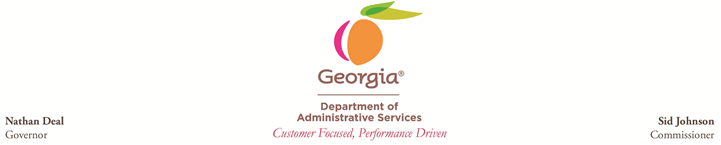 Georgia®
Department of
Administrative Services
Customer Focused, Performance Driven
Nathan Deal
Governor
Sid Johnson
Commissioner